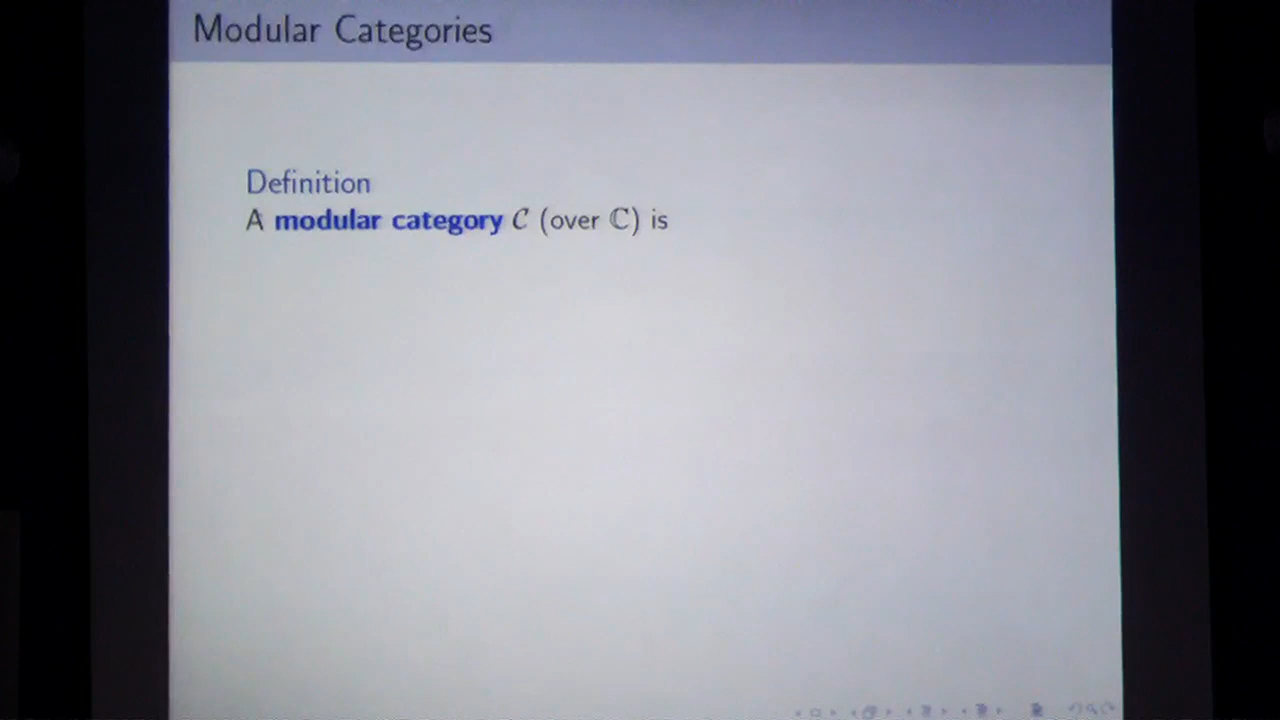 Modular Categories
Definition
A modular category 𝒞 (over ℂ) is